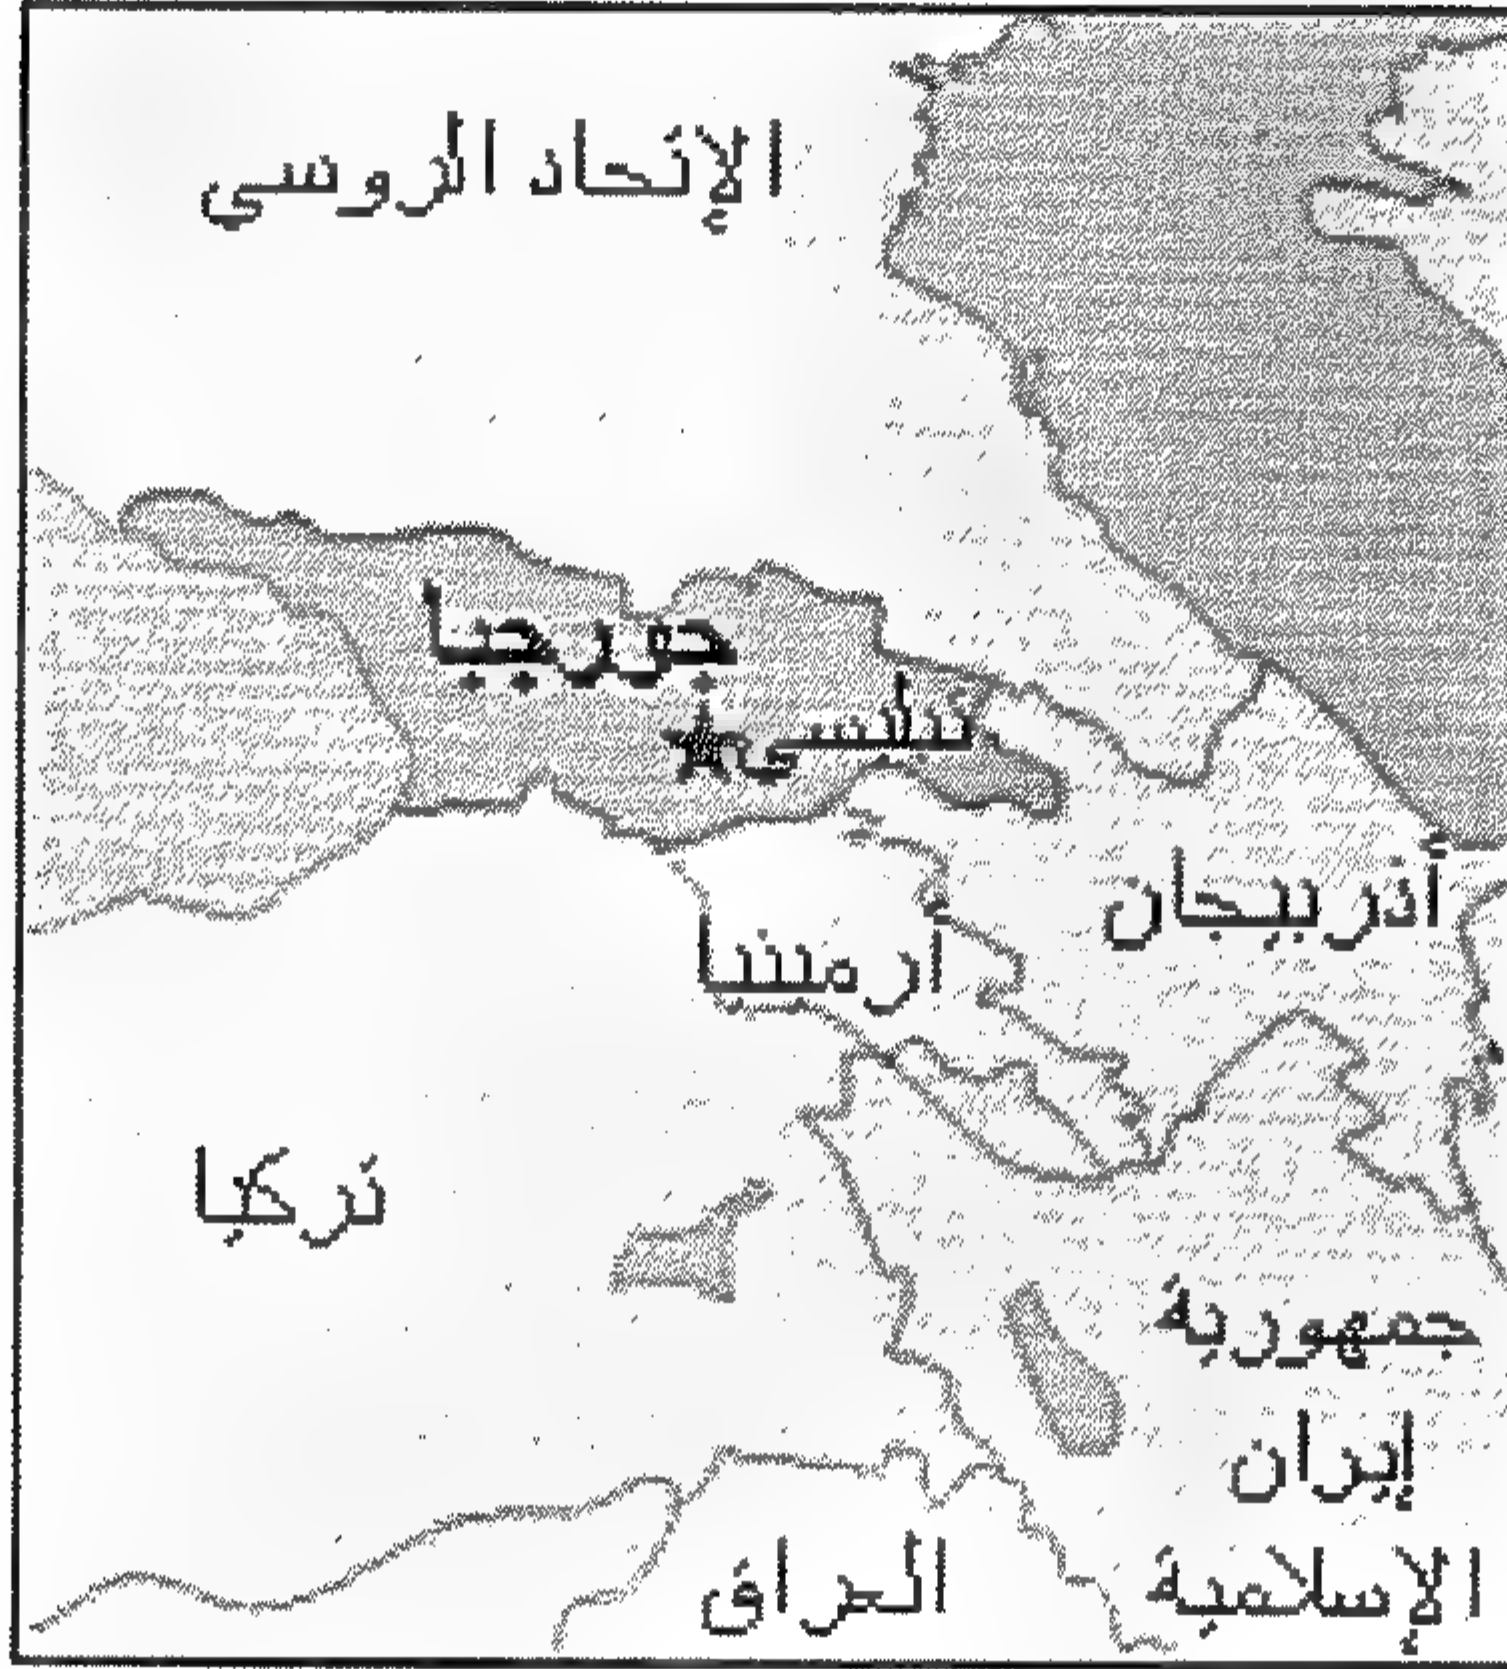 الإتحاد الروسي
جورجيا
تبليسي
أذربيجان
أرمينيا
تركيا
جمهورية
إيران
الإسلامية
العراق